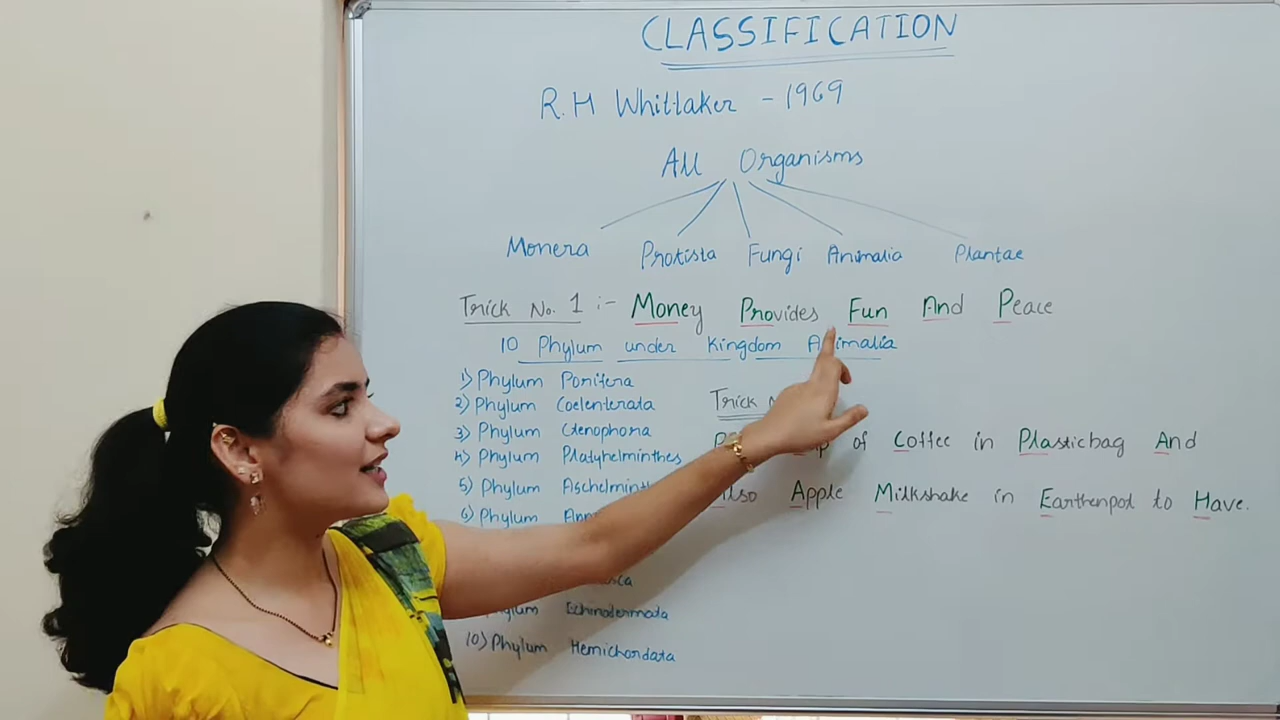 CLASSIFICATION
R.H Whittaker - 1969
All Organisms
Monera Protista Fungi Animalia Plantae
Trick No. 1 :- Money Provides Fun And Peace
10 Phylum under Kingdom Animalia
1) Phylum Porifera
2) Phylum Coelenterata
3) Phylum Ctenophora
4) Phylum Platyhelminthes
5) Phylum
6) Phylum
Phylum Echinodermata
10) Phylum Hemichordata
Trick
of Coffee in Plasticbag And
Also Apple Milkshake in Earthenpot to Have.